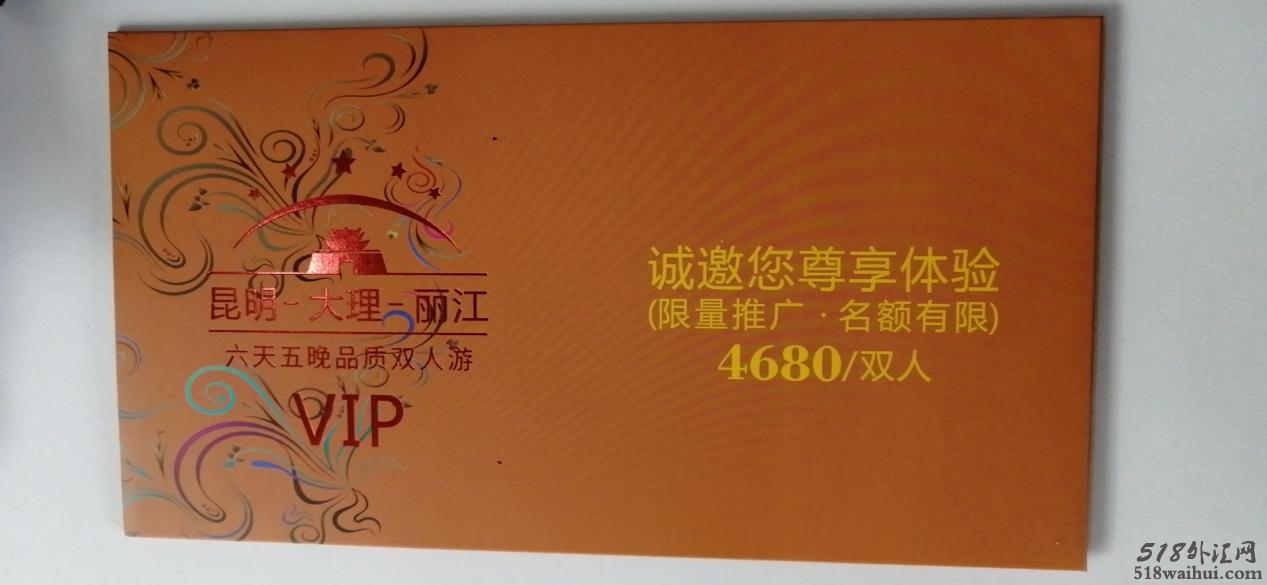 昆明-大理-丽江
六天五晚品质双人游
VIP
诚邀您尊享体验
(限量推广·名额有限)
4680/双人
518外汇网
518waihui.com